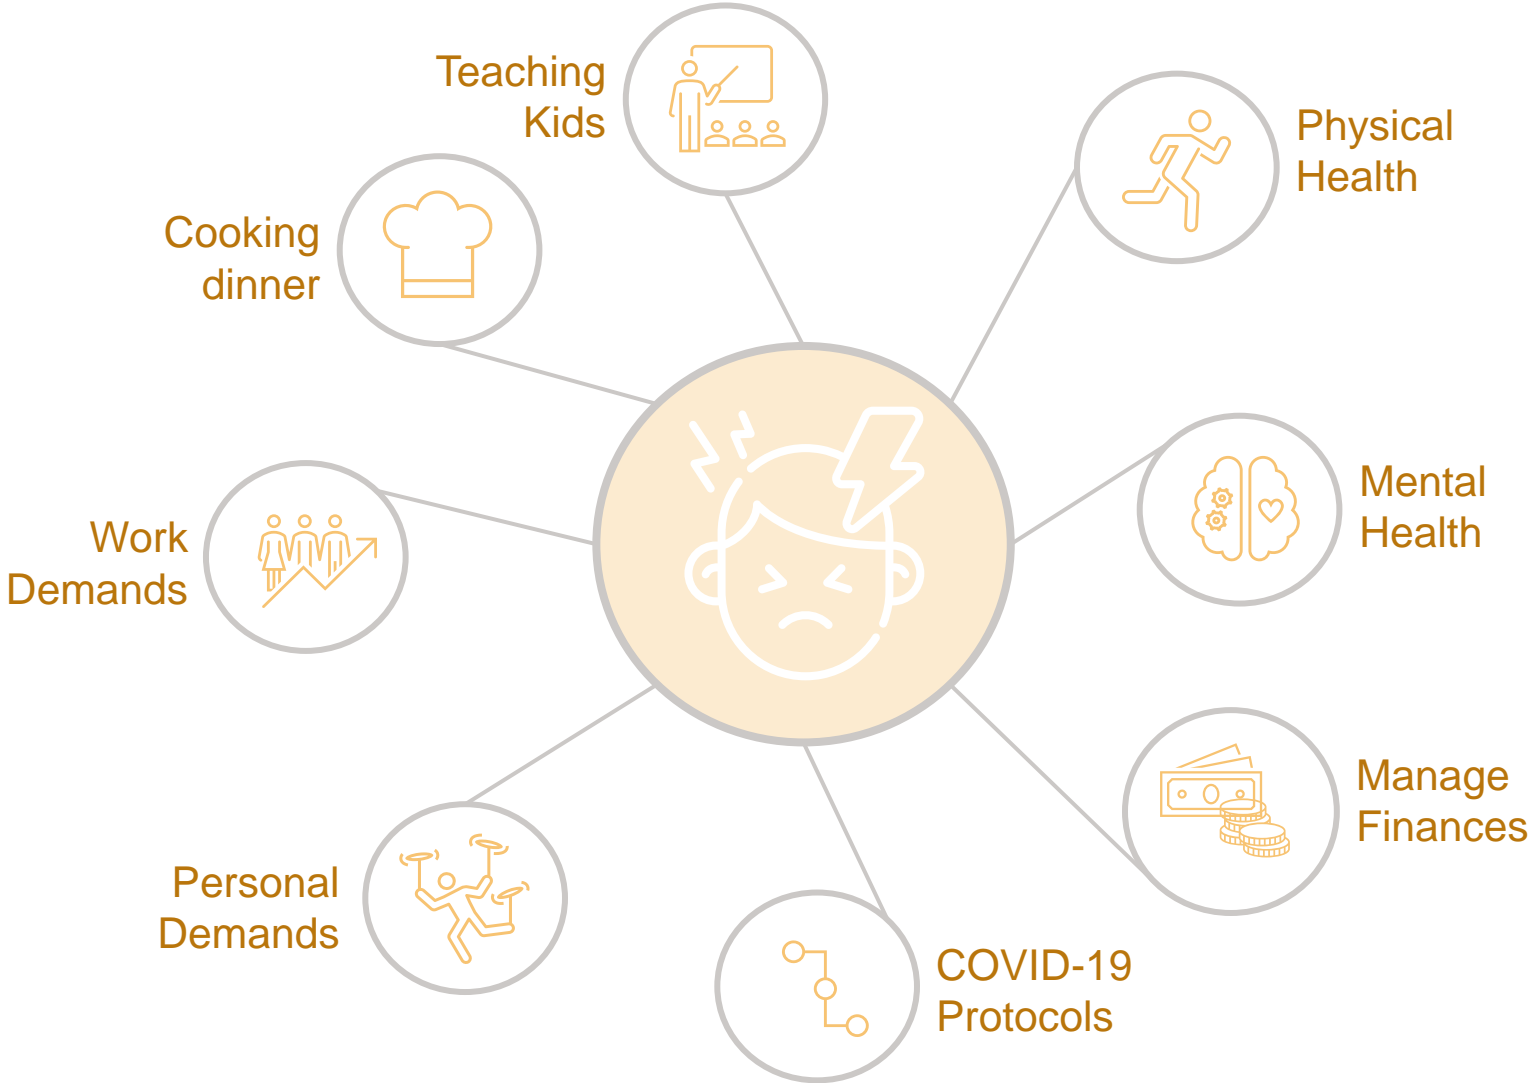 Teaching
Kids
Physical
Health
Cooking
dinner
Mental
Health
Work
Demands
Manage
Finances
Personal
Demands
COVID-19
Protocols